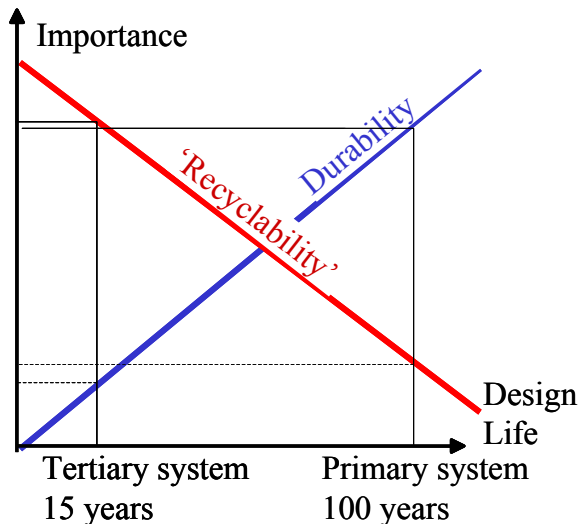 Importance
Durability
‘Recyclability’
Design
Life
Tertiary system
15 years
Primary system
100 years